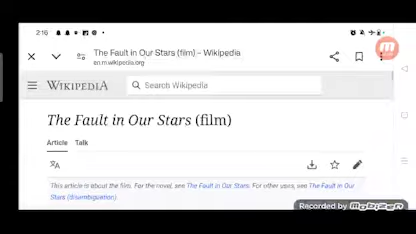 2:16
The Fault in Our Stars (film) – Wikipedia
en.m.wikipedia.org
WIKIPEDIA
Search Wikipedia
The Fault in Our Stars (film)
Article Talk
This article is about the film. For the novel, see The Fault in Our Stars. For other uses, see The Fault in Our
Stars (disambiguation).
Recorded by MOBIZEN